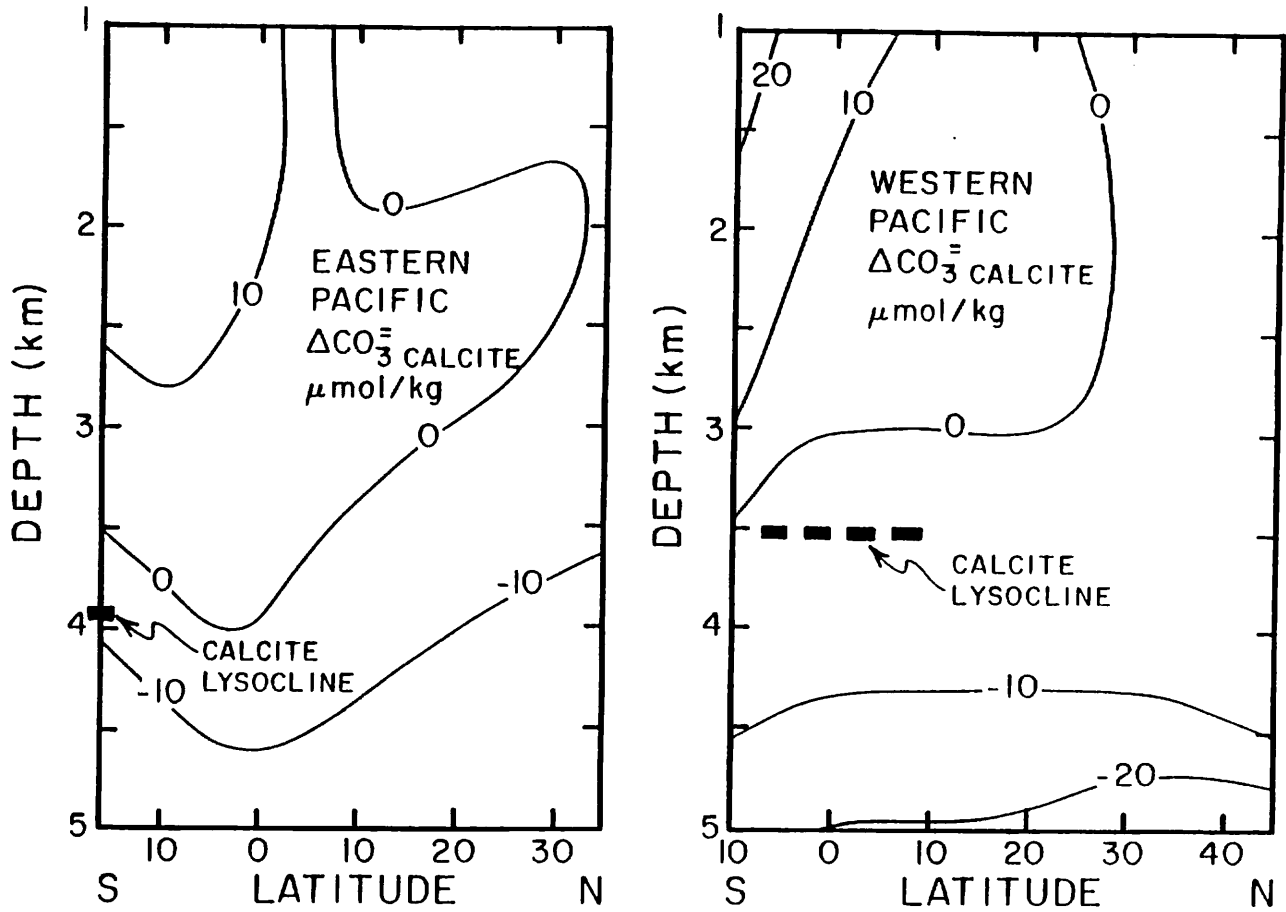 1
2
3
4
5
DEPTH (km)
10
0
0
-10
EASTERN
PACIFIC
ΔCO₃⁼ CALCITE
μmol/kg
0
CALCITE
LYSOCLINE
10 0 10 20 30
S LATITUDE N
1
2
3
4
5
DEPTH (km)
20
10
0
WESTERN
PACIFIC
ΔCO₃⁼ CALCITE
μmol/kg
0
CALCITE
LYSOCLINE
-10
-20
10 0 10 20 30 40
S LATITUDE N